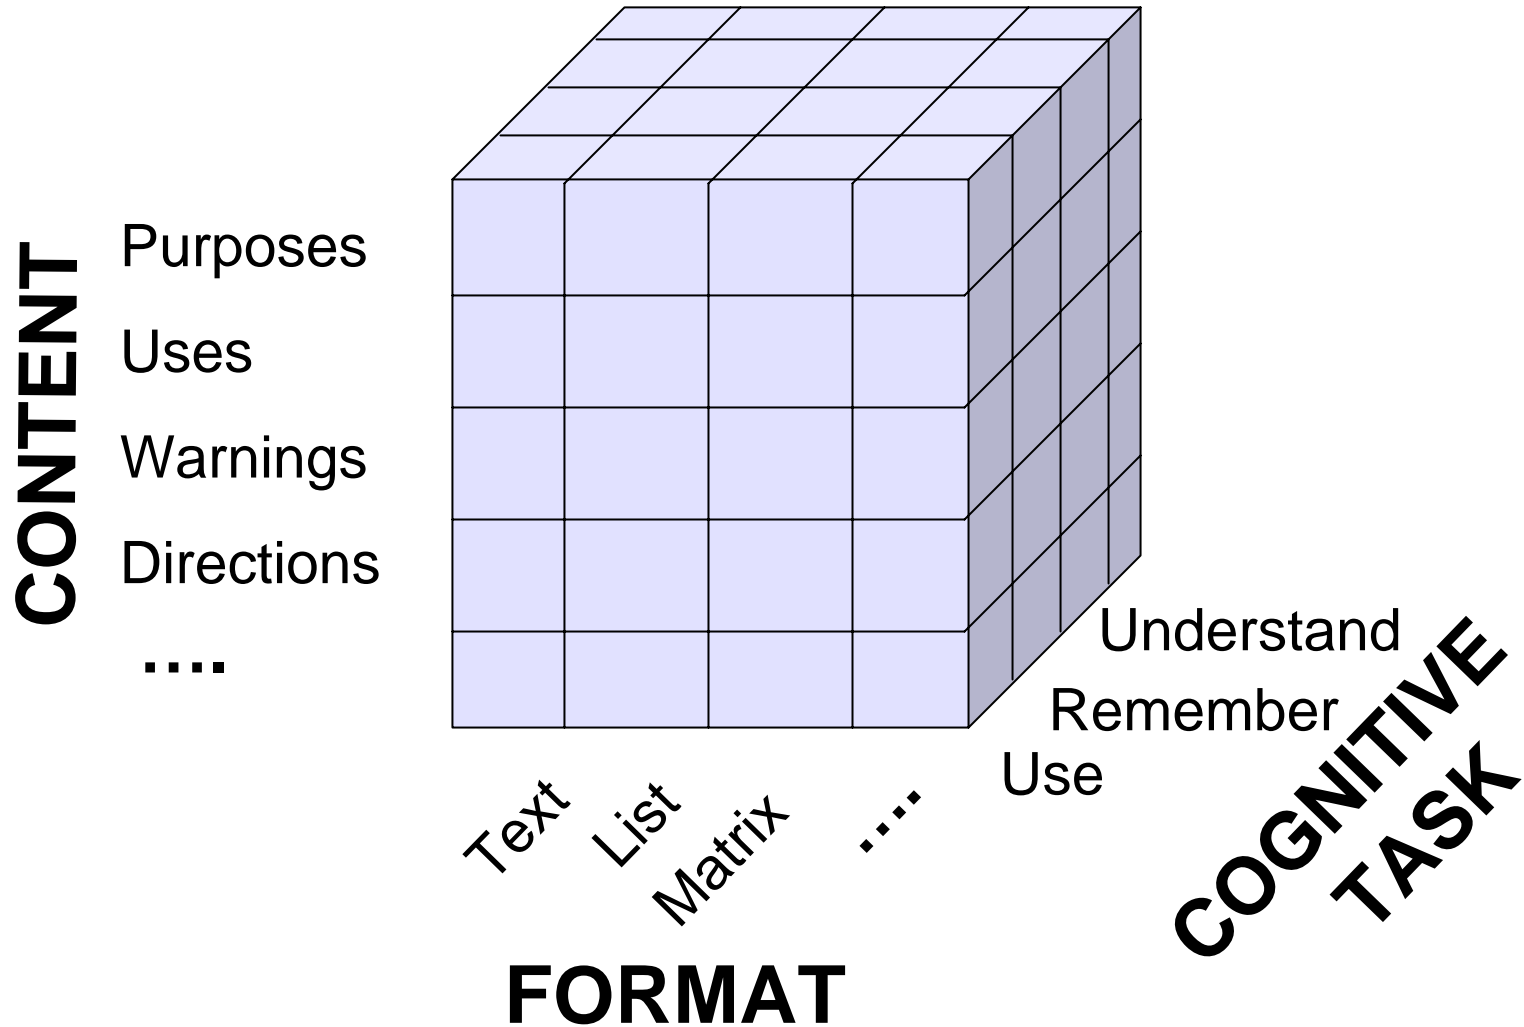 CONTENT
Purposes
Uses
Warnings
Directions
....
Text
List
Matrix
....
FORMAT
Understand
Remember
Use
COGNITIVE
TASK